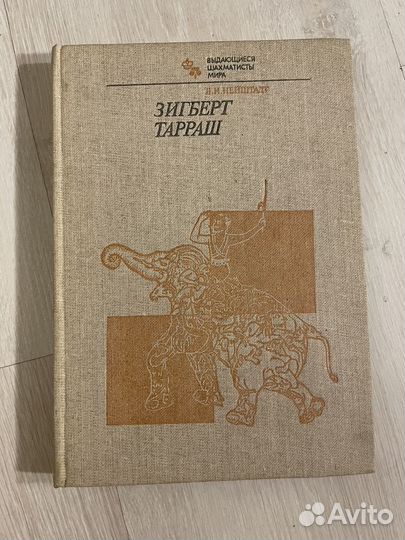 ВЫДАЮЩИЕСЯ
ШАХМАТИСТЫ
МИРА
Я.И.НЕЙШТАДТ
ЗИГБЕРТ
ТАРРАШ
Avito